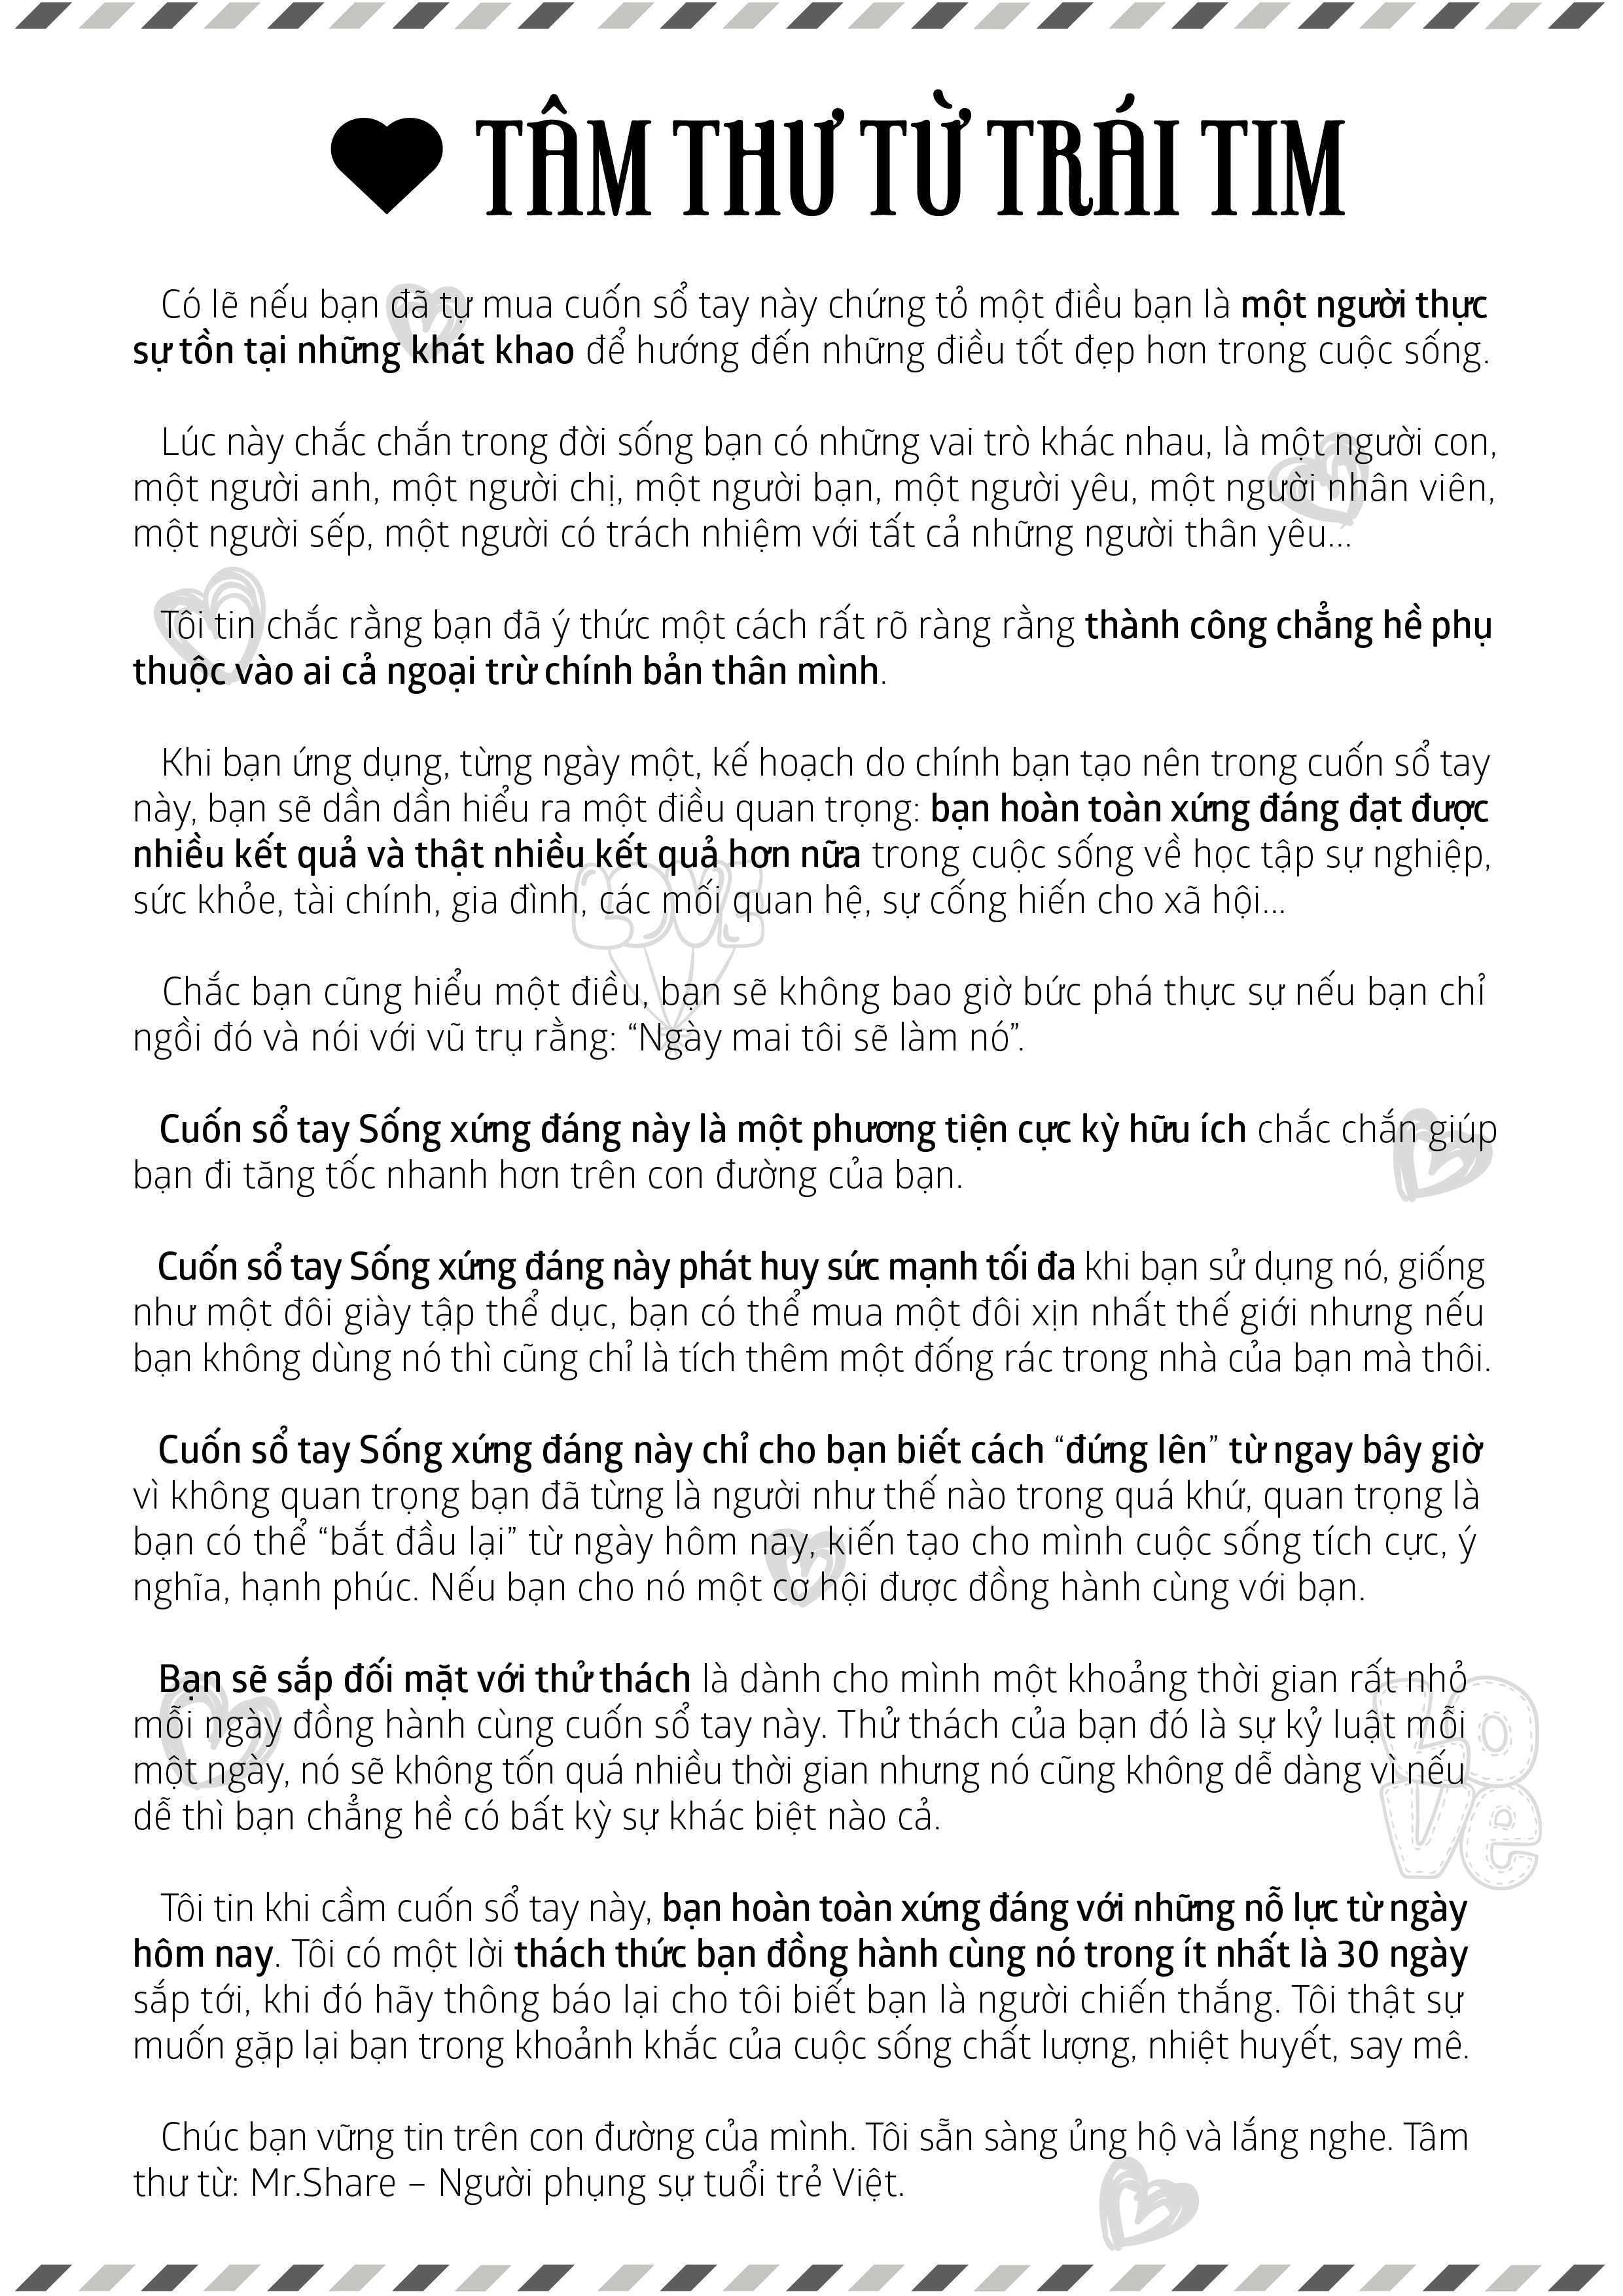 TÂM THƯ TỪ TRÁI TIM
Có lẽ nếu bạn đã tự mua cuốn sổ tay này chứng tỏ một điều bạn là một người thực
sự tồn tại những khát khao để hướng đến những điều tốt đẹp hơn trong cuộc sống.
Lúc này chắc chắn trong đời sống bạn có những vai trò khác nhau, là một người con,
một người anh, một người chị, một người bạn, một người yêu, một người nhân viên,
một người sếp, một người có trách nhiệm với tất cả những người thân yêu...
Tôi tin chắc rằng bạn đã ý thức một cách rất rõ ràng rằng thành công chẳng hề phụ
thuộc vào ai cả ngoại trừ chính bản thân mình.
Khi bạn ứng dụng, từng ngày một, kế hoạch do chính bạn tạo nên trong cuốn sổ tay
này, bạn sẽ dần dần hiểu ra một điều quan trọng: bạn hoàn toàn xứng đáng đạt được
nhiều kết quả và thật nhiều kết quả hơn nữa trong cuộc sống về học tập sự nghiệp,
sức khỏe, tài chính, gia đình, các mối quan hệ, sự cống hiến cho xã hội...
LOVE
Chắc bạn cũng hiểu một điều, bạn sẽ không bao giờ bức phá thực sự nếu bạn chỉ
ngồi đó và nói với vũ trụ rằng: “Ngày mai tôi sẽ làm nó”.
Cuốn sổ tay Sống xứng đáng này là một phương tiện cực kỳ hữu ích chắc chắn giúp
bạn đi tăng tốc nhanh hơn trên con đường của bạn.
Cuốn sổ tay Sống xứng đáng này phát huy sức mạnh tối đa khi bạn sử dụng nó, giống
như một đôi giày tập thể dục, bạn có thể mua một đôi xịn nhất thế giới nhưng nếu
bạn không dùng nó thì cũng chỉ là tích thêm một đống rác trong nhà của bạn mà thôi.
Cuốn sổ tay Sống xứng đáng này chỉ cho bạn biết cách “đứng lên” từ ngay bây giờ
vì không quan trọng bạn đã từng là người như thế nào trong quá khứ, quan trọng là
bạn có thể “bắt đầu lại” từ ngày hôm nay, kiến tạo cho mình cuộc sống tích cực, ý
nghĩa, hạnh phúc. Nếu bạn cho nó một cơ hội được đồng hành cùng với bạn.
Bạn sẽ sắp đối mặt với thử thách là dành cho mình một khoảng thời gian rất nhỏ
mỗi ngày đồng hành cùng cuốn sổ tay này. Thử thách của bạn đó là sự kỷ luật mỗi
một ngày, nó sẽ không tốn quá nhiều thời gian nhưng nó cũng không dễ dàng vì nếu
dễ thì bạn chẳng hề có bất kỳ sự khác biệt nào cả.
LO
ve
Tôi tin khi cầm cuốn sổ tay này, bạn hoàn toàn xứng đáng với những nỗ lực từ ngày
hôm nay. Tôi có một lời thách thức bạn đồng hành cùng nó trong ít nhất là 30 ngày
sắp tới, khi đó hãy thông báo lại cho tôi biết bạn là người chiến thắng. Tôi thật sự
muốn gặp lại bạn trong khoảnh khắc của cuộc sống chất lượng, nhiệt huyết, say mê.
Chúc bạn vững tin trên con đường của mình. Tôi sẵn sàng ủng hộ và lắng nghe. Tâm
thư từ: Mr.Share – Người phụng sự tuổi trẻ Việt.